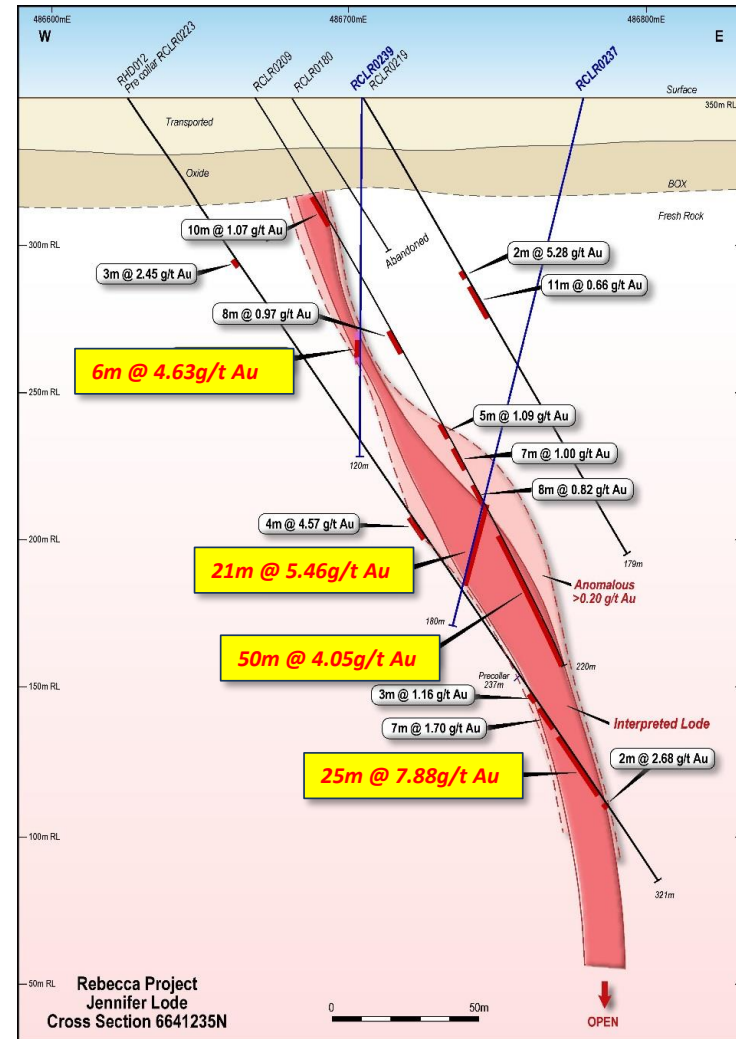 486600mE
486700mE
486800mE
W
E
RHD012
Pre collar RCLR0223
RCLR0209
RCLR0180
RCLR0239
RCLR0219
RCLR0237
Surface
350m RL
Transported
Oxide
BOX
Fresh Rock
10m @ 1.07 g/t Au
Abandoned
300m RL
3m @ 2.45 g/t Au
2m @ 5.28 g/t Au
11m @ 0.66 g/t Au
8m @ 0.97 g/t Au
6m @ 4.63g/t Au
250m RL
5m @ 1.09 g/t Au
7m @ 1.00 g/t Au
120m
8m @ 0.82 g/t Au
4m @ 4.57 g/t Au
200m RL
179m
21m @ 5.46g/t Au
Anomalous
>0.20 g/t Au
180m
50m @ 4.05g/t Au
220m
Precollar
237m
150m RL
3m @ 1.16 g/t Au
7m @ 1.70 g/t Au
Interpreted Lode
2m @ 2.68 g/t Au
25m @ 7.88g/t Au
100m RL
321m
50m RL
Rebecca Project
Jennifer Lode
Cross Section 6641235N
0
50m
OPEN